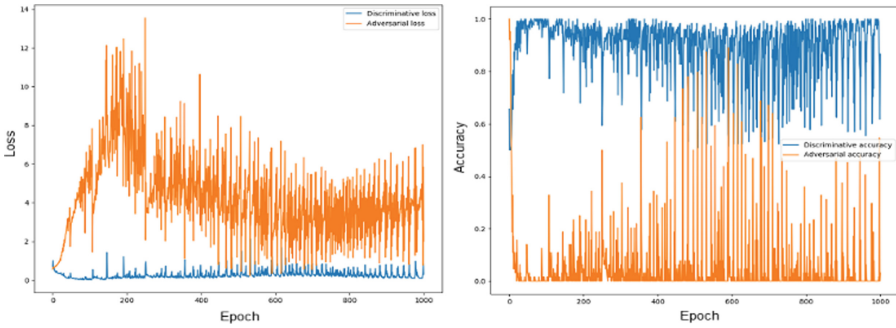 14
12
10
8
6
4
2
0
Loss
Discriminative loss
Adversarial loss
0 200 400 600 800 1000
Epoch
1.0
0.8
0.6
0.4
0.2
0.0
Accuracy
Discriminative accuracy
Adversarial accuracy
0 200 400 600 800 1000
Epoch